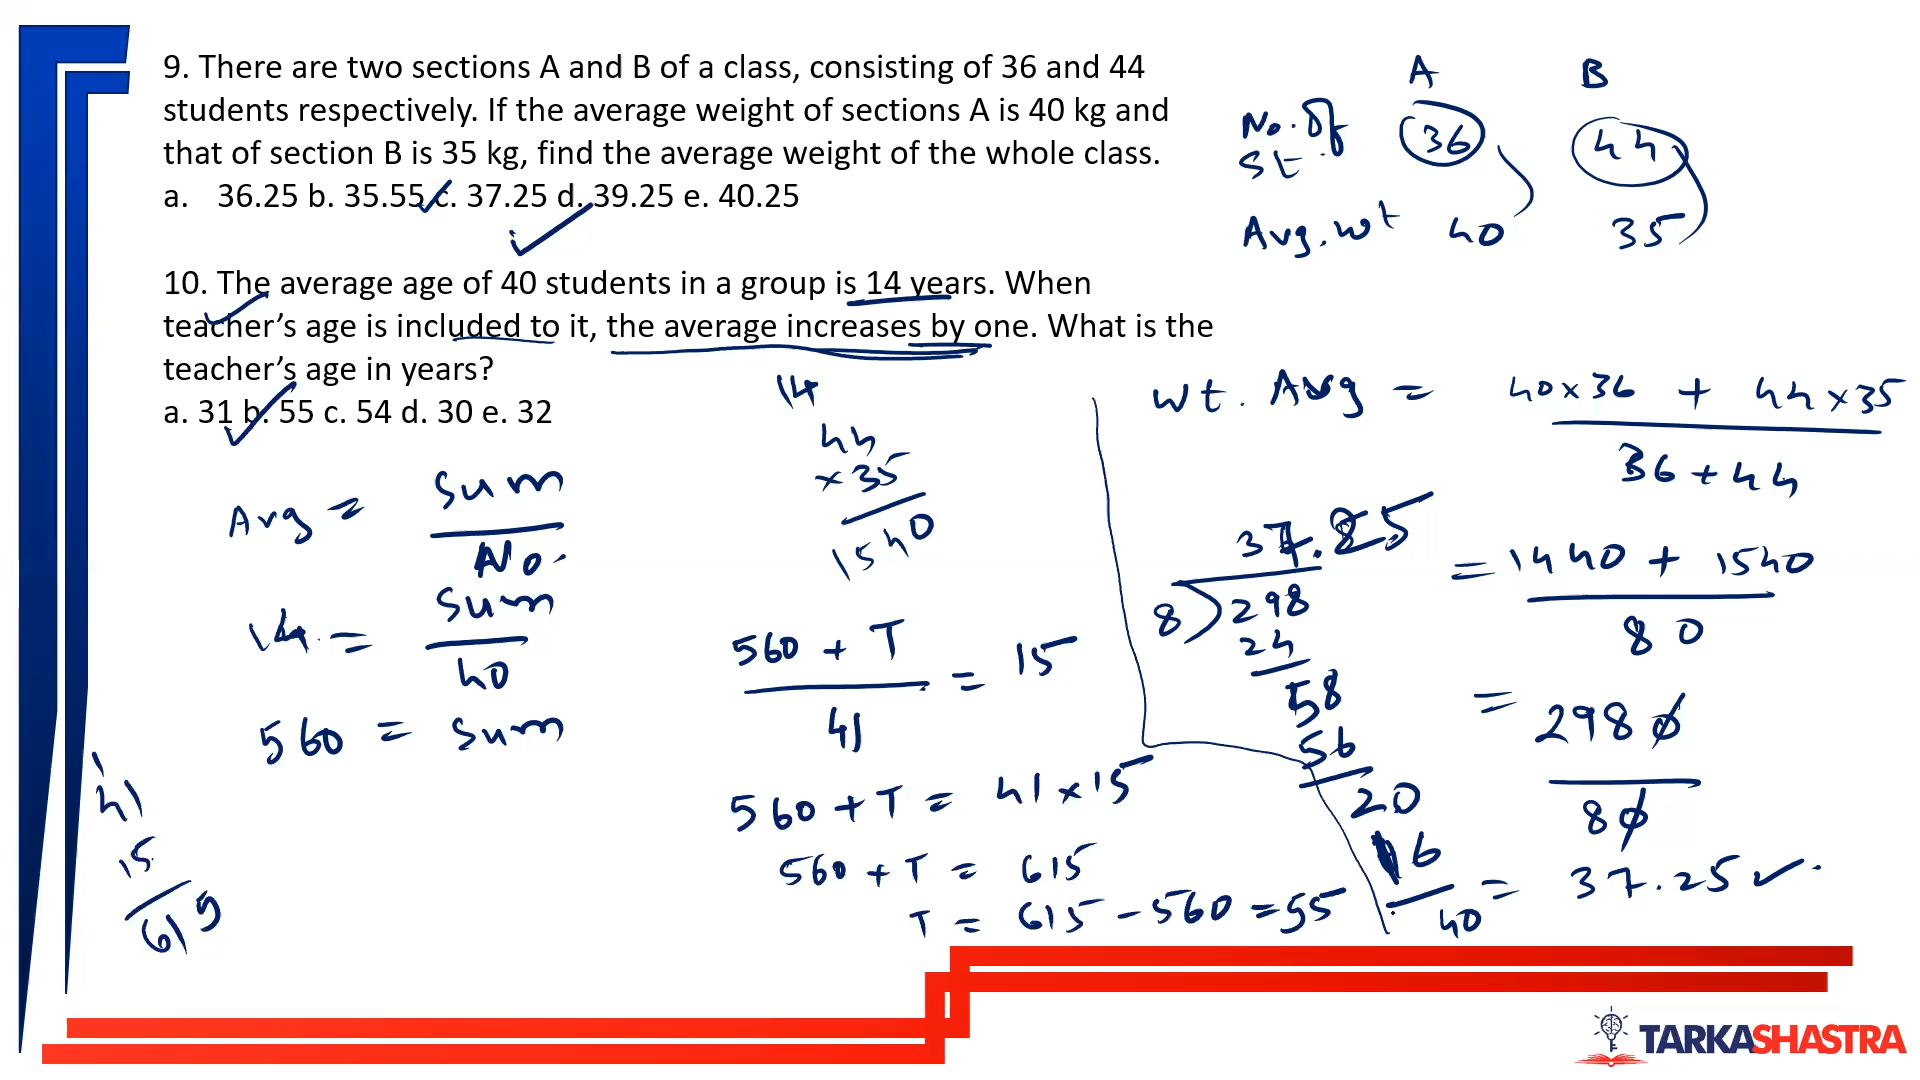 9. There are two sections A and B of a class, consisting of 36 and 44
students respectively. If the average weight of sections A is 40 kg and
that of section B is 35 kg, find the average weight of the whole class.
a. 36.25 b. 35.55 c. 37.25 d. 39.25 e. 40.25
10. The average age of 40 students in a group is 14 years. When
teacher's age is included to it, the average increases by one. What is the
teacher's age in years?
a. 31 b. 55 c. 54 d. 30 e. 32
A B
No. of 36 44
St.
Avg. wt 40 35
Wt. Avg = 40×36 + 44×35
36 + 44
= 1440 + 1540
80
= 2980
80
= 37.25
37.25
8)298
24
58
56
20
16
40
14
44
×35
1540
Avg = Sum
No.
14 = Sum
40
560 = Sum
41
15
615
560 + T = 15
41
560 + T = 41×15
560 + T = 615
T = 615 - 560 = 55
TARKASHASTRA